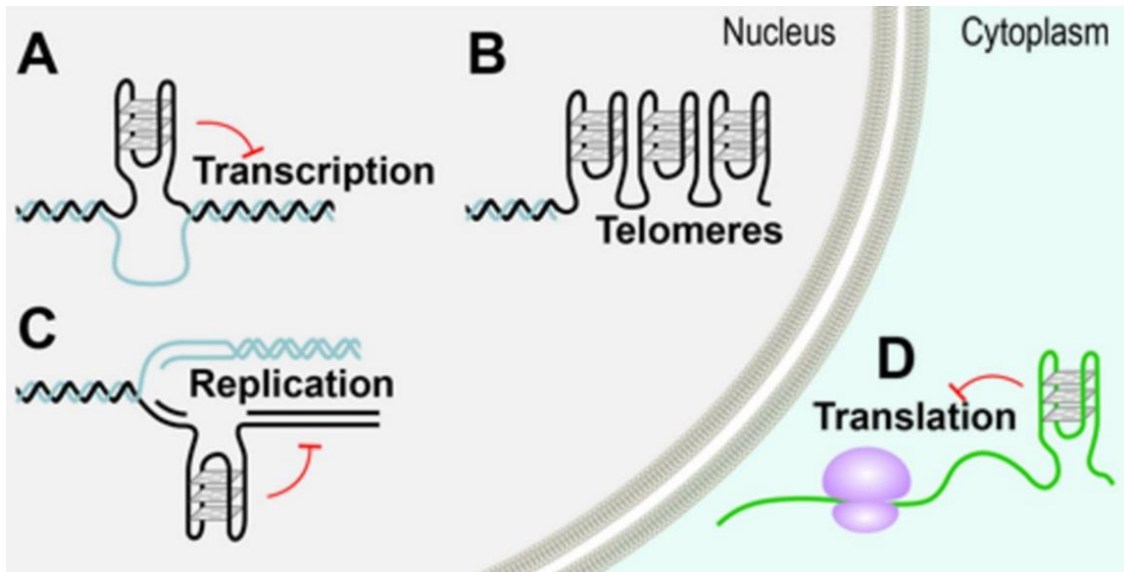 Nucleus
Cytoplasm
A
B
Transcription
Telomeres
C
Replication
D
Translation